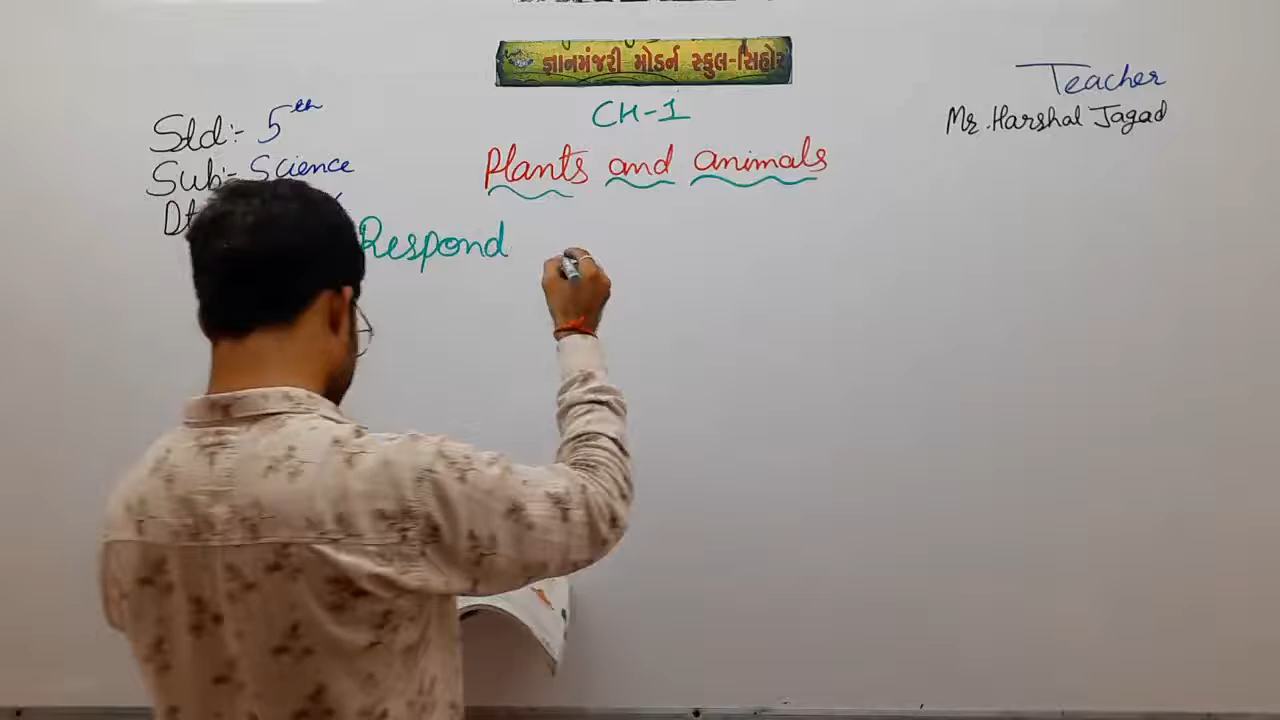 જ્ઞાનમંજરી મોડર્ન સ્કુલ-સિહોર
Teacher
CH-1
Mr. Harshal Jagad
Std:- 5th
Plants and animals
Sub:- Science
Respond